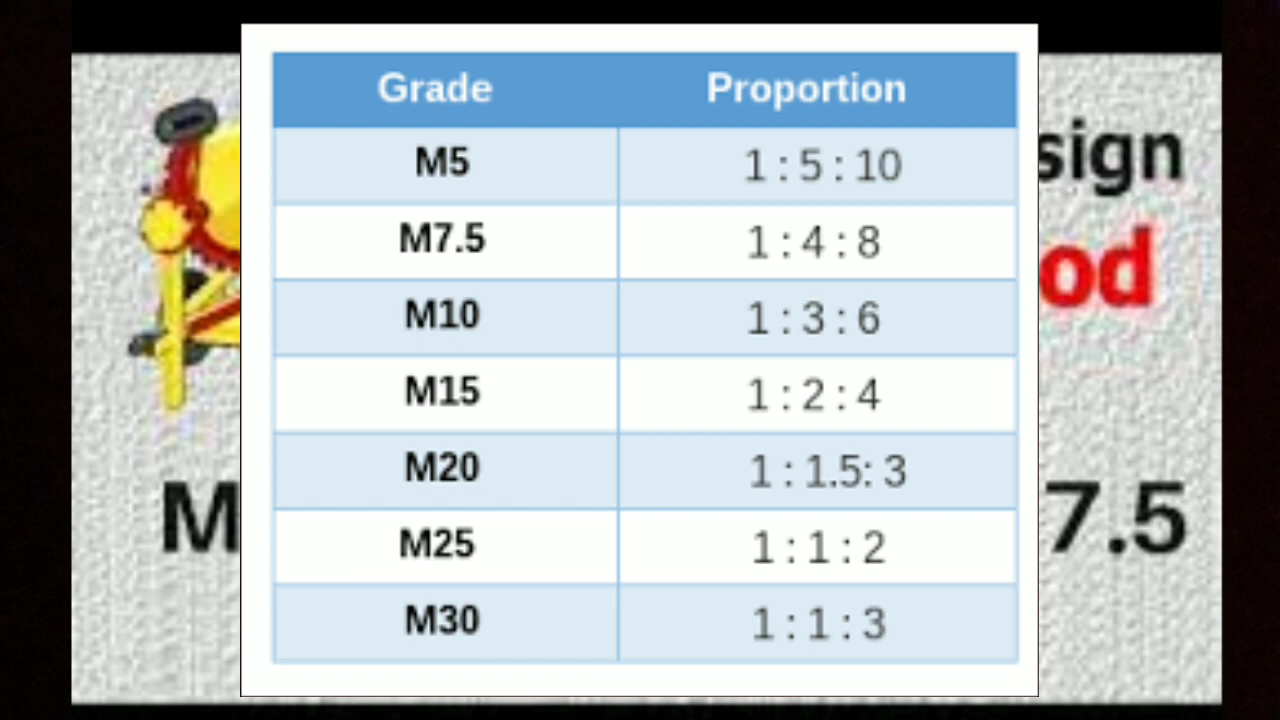 Grade Proportion
M5 1 : 5 : 10
M7.5 1 : 4 : 8
M10 1 : 3 : 6
M15 1 : 2 : 4
M20 1 : 1.5: 3
M25 1 : 1 : 2
M30 1 : 1 : 3
sign
od
M
7.5